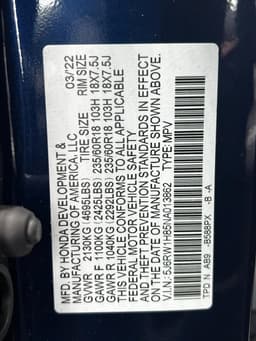 MFD. BY HONDA DEVELOPMENT & 03/22
MANUFACTURING OF AMERICA, LLC
GVWR 2130KG (4695LBS) TIRE SIZE RIM SIZE
GAWR F 1100KG (2425LBS) 235/60R18 103H 18X7.5J
GAWR R 1040KG (2292LBS) 235/60R18 103H 18X7.5J
THIS VEHICLE CONFORMS TO ALL APPLICABLE
FEDERAL MOTOR VEHICLE SAFETY
AND THEFT PREVENTION STANDARDS IN EFFECT
ON THE DATE OF MANUFACTURE SHOWN ABOVE.
V.I.N.:5J6RW1H85NA013862 TYPE:MPV
TPD N AB9 -B588PX -B -A